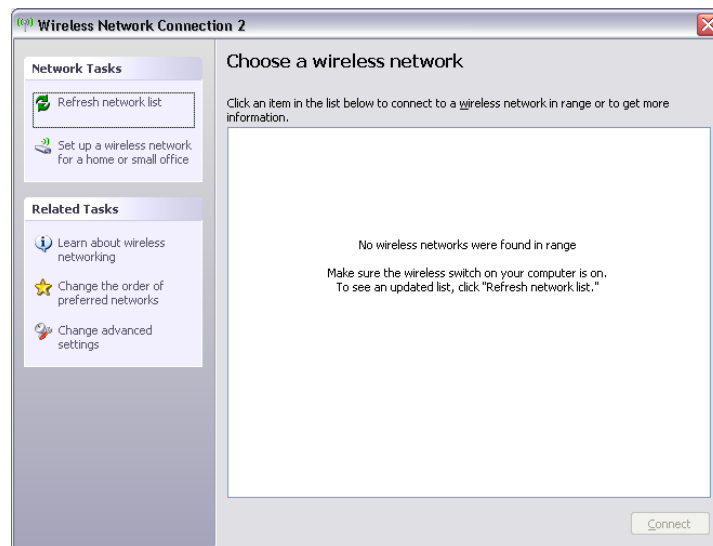 Wireless Network Connection 2
Network Tasks
Refresh network list
Set up a wireless network
for a home or small office
Related Tasks
Learn about wireless
networking
Change the order of
preferred networks
Change advanced
settings
Choose a wireless network
Click an item in the list below to connect to a wireless network in range or to get more
information.
No wireless networks were found in range
Make sure the wireless switch on your computer is on.
To see an updated list, click "Refresh network list."
Connect